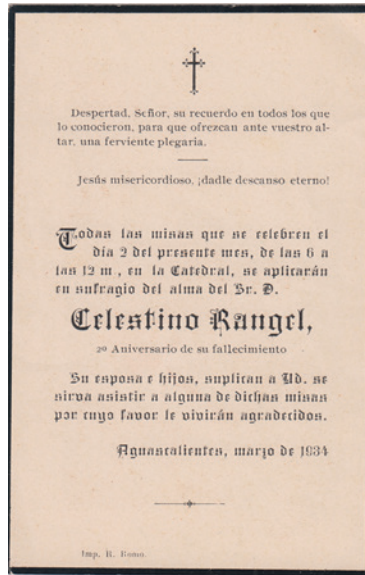 Despertad, Señor, su recuerdo en todos los que
lo conocieron, para que ofrezcan ante vuestro al-
tar, una ferviente plegaria.
Jesús misericordioso, ¡dadle descanso eterno!
Todas las misas que se celebren el
día 2 del presente mes, de las 6 a
las 12 m., en la Catedral, se aplicarán
en sufragio del alma del Sr. D.
Celestino Rangel,
2º Aniversario de su fallecimiento
Su esposa e hijos, suplican a Ud. se
sirva asistir a alguna de dichas misas
por cuyo favor le vivirán agradecidos.
Aguascalientes, marzo de 1934
Imp. R. Romo.